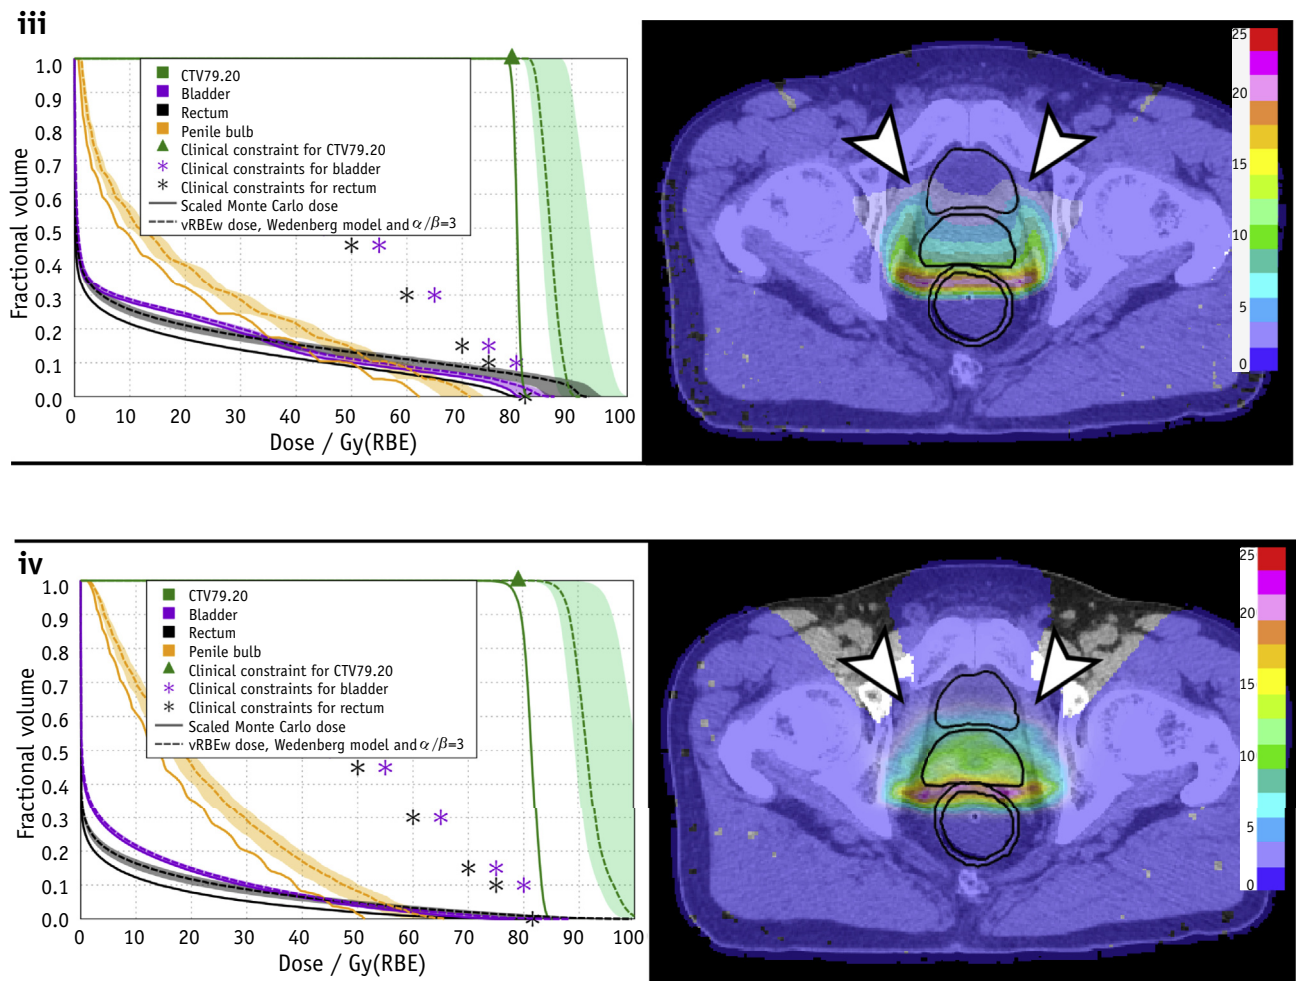 iii
1.0
0.9
0.8
0.7
0.6
0.5
0.4
0.3
0.2
0.1
0.0
Fractional volume
CTV79.20
Bladder
Rectum
Penile bulb
Clinical constraint for CTV79.20
Clinical constraints for bladder
Clinical constraints for rectum
Scaled Monte Carlo dose
vRBEw dose, Wedenberg model and α/β=3
0 10 20 30 40 50 60 70 80 90 100
Dose / Gy(RBE)
25
20
15
10
5
0
iv
1.0
0.9
0.8
0.7
0.6
0.5
0.4
0.3
0.2
0.1
0.0
Fractional volume
CTV79.20
Bladder
Rectum
Penile bulb
Clinical constraint for CTV79.20
Clinical constraints for bladder
Clinical constraints for rectum
Scaled Monte Carlo dose
vRBEw dose, Wedenberg model and α/β=3
0 10 20 30 40 50 60 70 80 90 100
Dose / Gy(RBE)
25
20
15
10
5
0